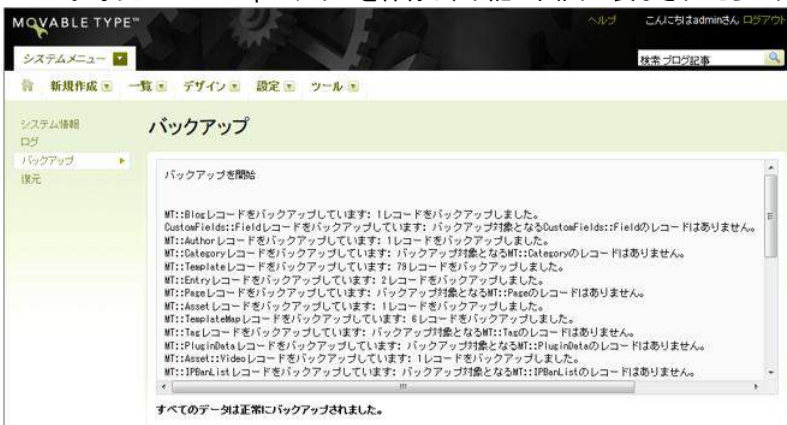 MOVABLE TYPE™
ヘルプ こんにちはadminさん ログアウト
システムメニュー
検索 ブログ記事
新規作成 一覧 デザイン 設定 ツール
システム情報
ログ
バックアップ
復元
バックアップ
バックアップを開始
MT::Blogレコードをバックアップしています: 1レコードをバックアップしました。
CustomFields::Fieldレコードをバックアップしています: バックアップ対象となるCustomFields::Fieldのレコードはありません。
MT::Authorレコードをバックアップしています: 1レコードをバックアップしました。
MT::Categoryレコードをバックアップしています: バックアップ対象となるMT::Categoryのレコードはありません。
MT::Templateレコードをバックアップしています: 79レコードをバックアップしました。
MT::Entryレコードをバックアップしています: 2レコードをバックアップしました。
MT::Pageレコードをバックアップしています: バックアップ対象となるMT::Pageのレコードはありません。
MT::Assetレコードをバックアップしています: 1レコードをバックアップしました。
MT::TemplateMapレコードをバックアップしています: 6レコードをバックアップしました。
MT::Tagレコードをバックアップしています: バックアップ対象となるMT::Tagのレコードはありません。
MT::PluginDataレコードをバックアップしています: バックアップ対象となるMT::PluginDataのレコードはありません。
MT::Asset::Videoレコードをバックアップしています: 1レコードをバックアップしました。
MT::IPBanListレコードをバックアップしています: バックアップ対象となるMT::IPBanListのレコードはありません。
すべてのデータは正常にバックアップされました。